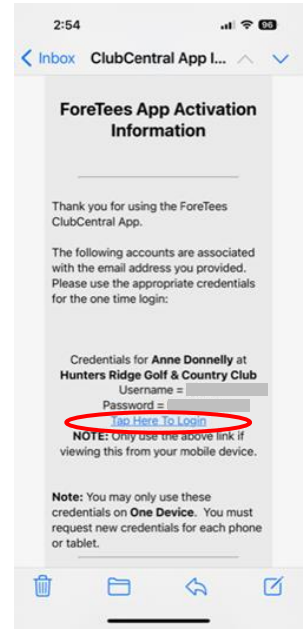 2:54
96
Inbox ClubCentral App I...
ForeTees App Activation
Information
Thank you for using the ForeTees
ClubCentral App.
The following accounts are associated
with the email address you provided.
Please use the appropriate credentials
for the one time login:
Credentials for Anne Donnelly at
Hunters Ridge Golf & Country Club
Username =
Password =
Tap Here To Login
NOTE: Only use the above link if
viewing this from your mobile device.
Note: You may only use these
credentials on One Device. You must
request new credentials for each phone
or tablet.